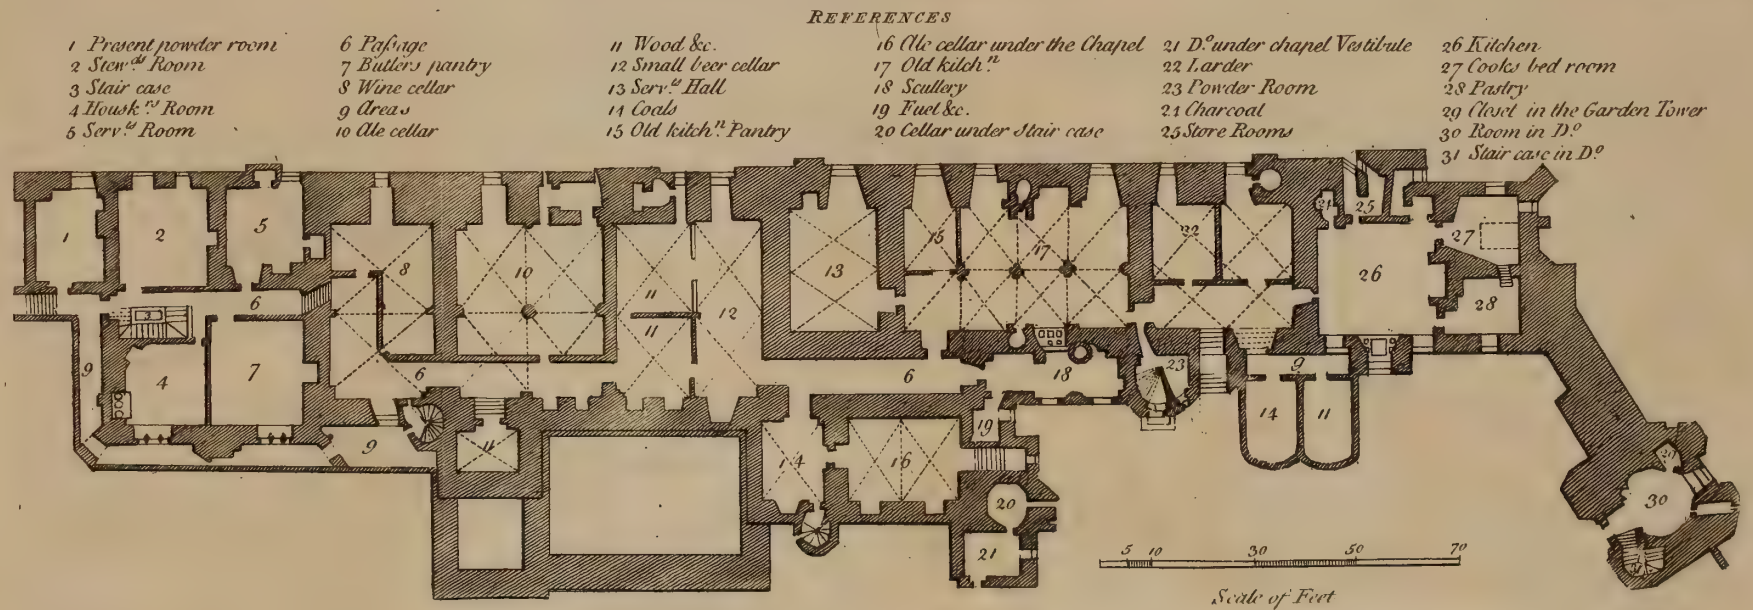 REFERENCES
1 Present powder room
2 Stew.ds Room
3 Stair case
4 Housk.rs Room
5 Serv.ts Room
6 Paſsage
7 Butlers pantry
8 Wine cellar
9 Areas
10 Ale cellar
11 Wood &c.
12 Small beer cellar
13 Serv.ts Hall
14 Coals
15 Old kitch.n Pantry
16 Ale cellar under the Chapel
17 Old kitch.n
18 Scullery
19 Fuel &c.
20 Cellar under stair case
21 D.o under chapel Vestibule
22 Larder
23 Powder Room
24 Charcoal
25 Store Rooms
26 Kitchen
27 Cooks bed room
28 Pastry
29 Closet in the Garden Tower
30 Room in D.o
31 Stair case in D.o
1
2
5
8
10
11
12
13
15
17
22
24
25
26
27
28
6
3
9
4
7
11
6
6
18
23
9
14
11
9
11
14
16
19
20
21
29
30
31
5 10 30 50 70
Scale of Feet